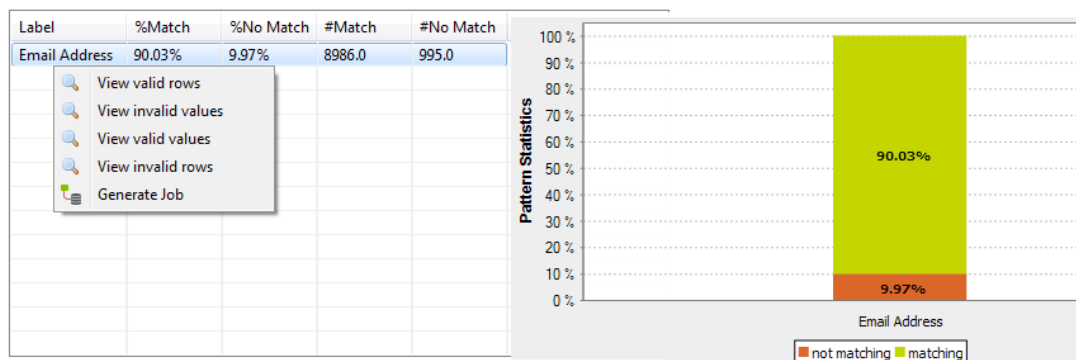 Label %Match %No Match #Match #No Match
Email Address 90.03% 9.97% 8986.0 995.0
View valid rows
View invalid values
View valid values
View invalid rows
Generate Job
Pattern Statistics
100 %
90 %
80 %
70 %
60 %
50 %
40 %
30 %
20 %
10 %
0 %
90.03%
9.97%
Email Address
not matching matching